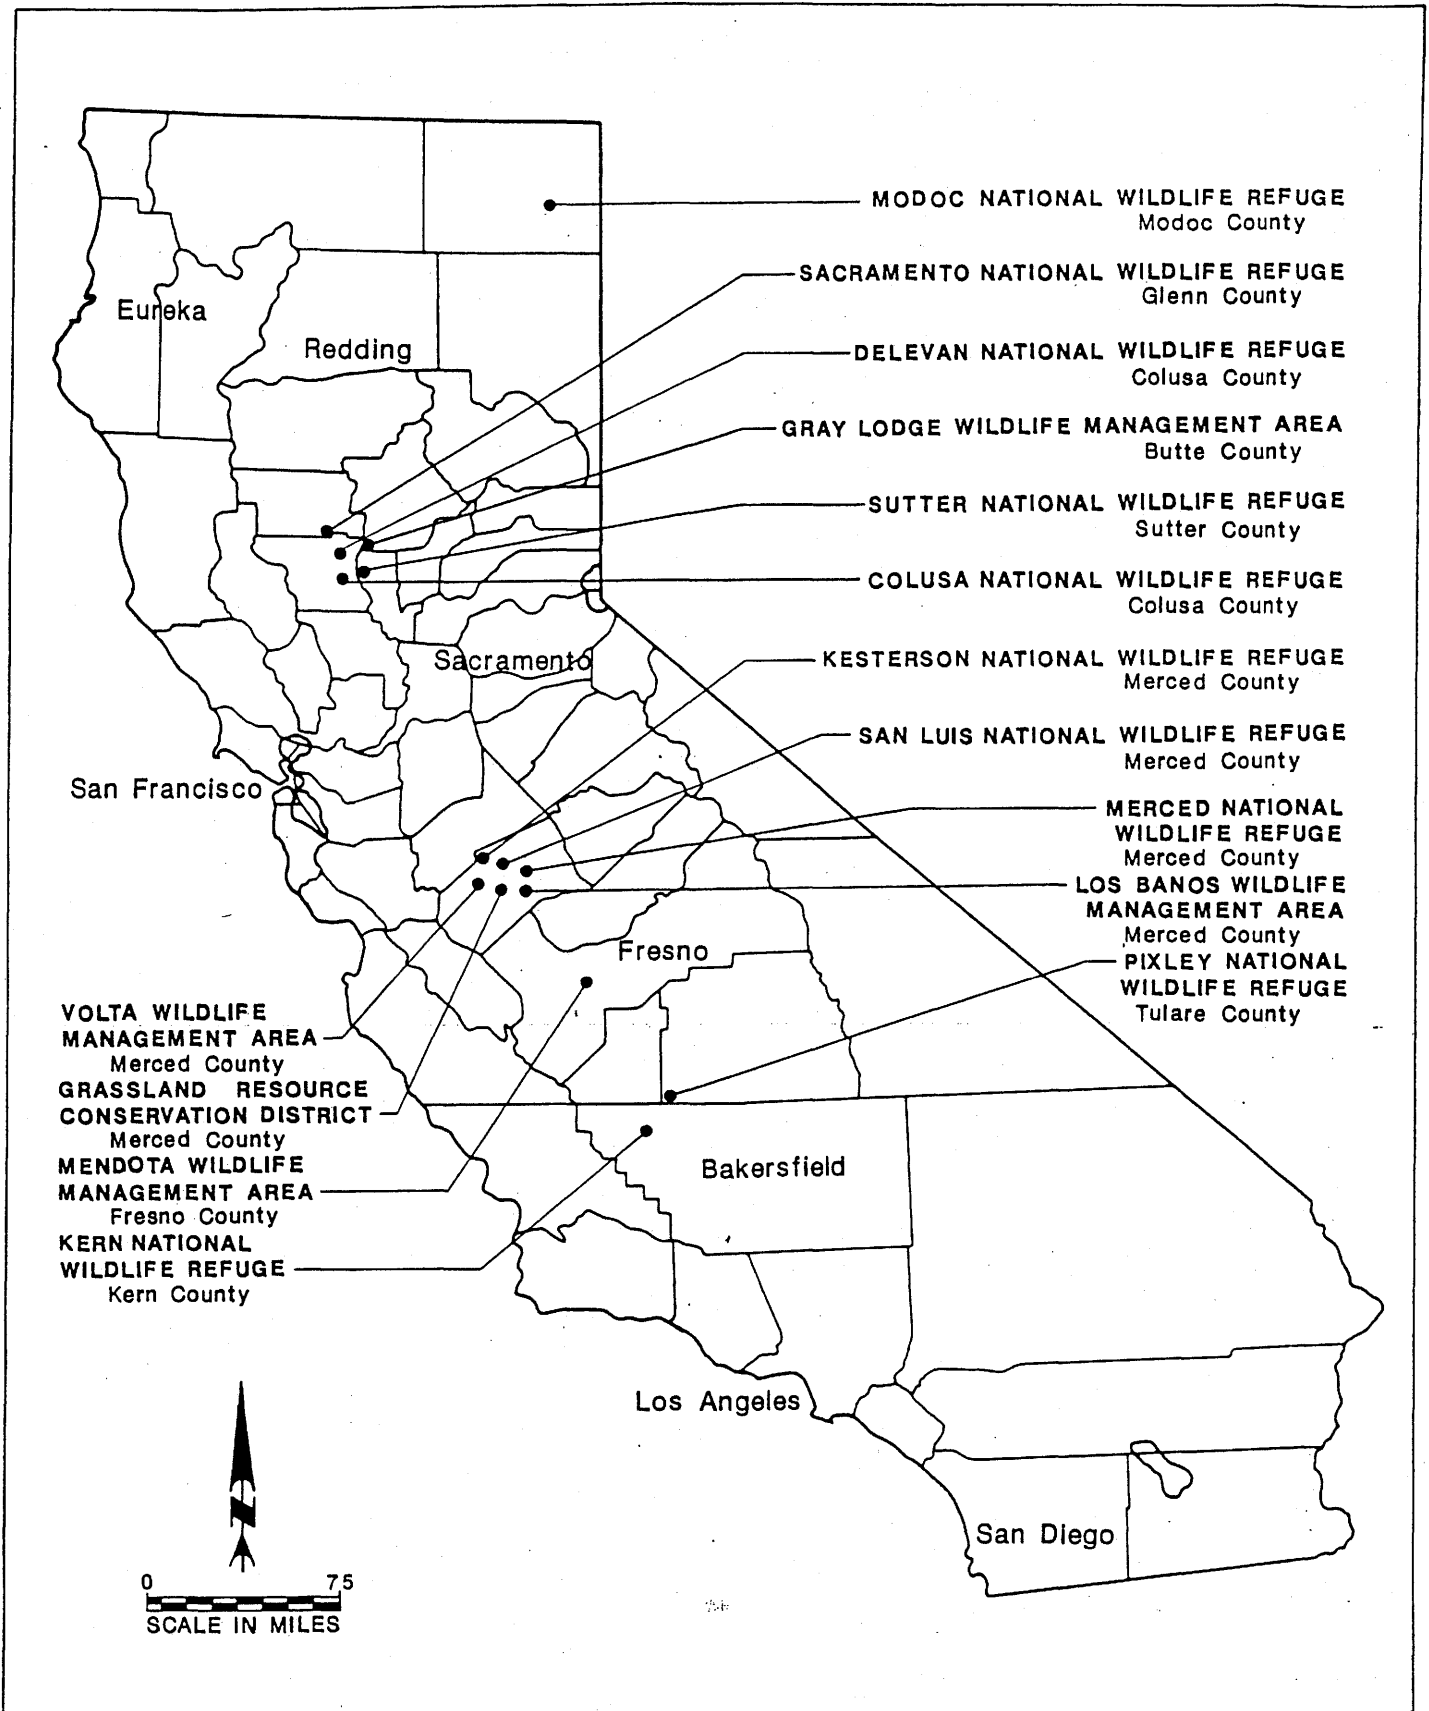 MODOC NATIONAL WILDLIFE REFUGE
Modoc County
SACRAMENTO NATIONAL WILDLIFE REFUGE
Glenn County
Eureka
Redding
DELEVAN NATIONAL WILDLIFE REFUGE
Colusa County
GRAY LODGE WILDLIFE MANAGEMENT AREA
Butte County
SUTTER NATIONAL WILDLIFE REFUGE
Sutter County
COLUSA NATIONAL WILDLIFE REFUGE
Colusa County
Sacramento
KESTERSON NATIONAL WILDLIFE REFUGE
Merced County
SAN LUIS NATIONAL WILDLIFE REFUGE
Merced County
San Francisco
MERCED NATIONAL
WILDLIFE REFUGE
Merced County
LOS BANOS WILDLIFE
MANAGEMENT AREA
Merced County
Fresno
PIXLEY NATIONAL
WILDLIFE REFUGE
Tulare County
VOLTA WILDLIFE
MANAGEMENT AREA
Merced County
GRASSLAND RESOURCE
CONSERVATION DISTRICT
Merced County
MENDOTA WILDLIFE
MANAGEMENT AREA
Fresno County
KERN NATIONAL
WILDLIFE REFUGE
Kern County
Bakersfield
Los Angeles
San Diego
N
0 75
SCALE IN MILES